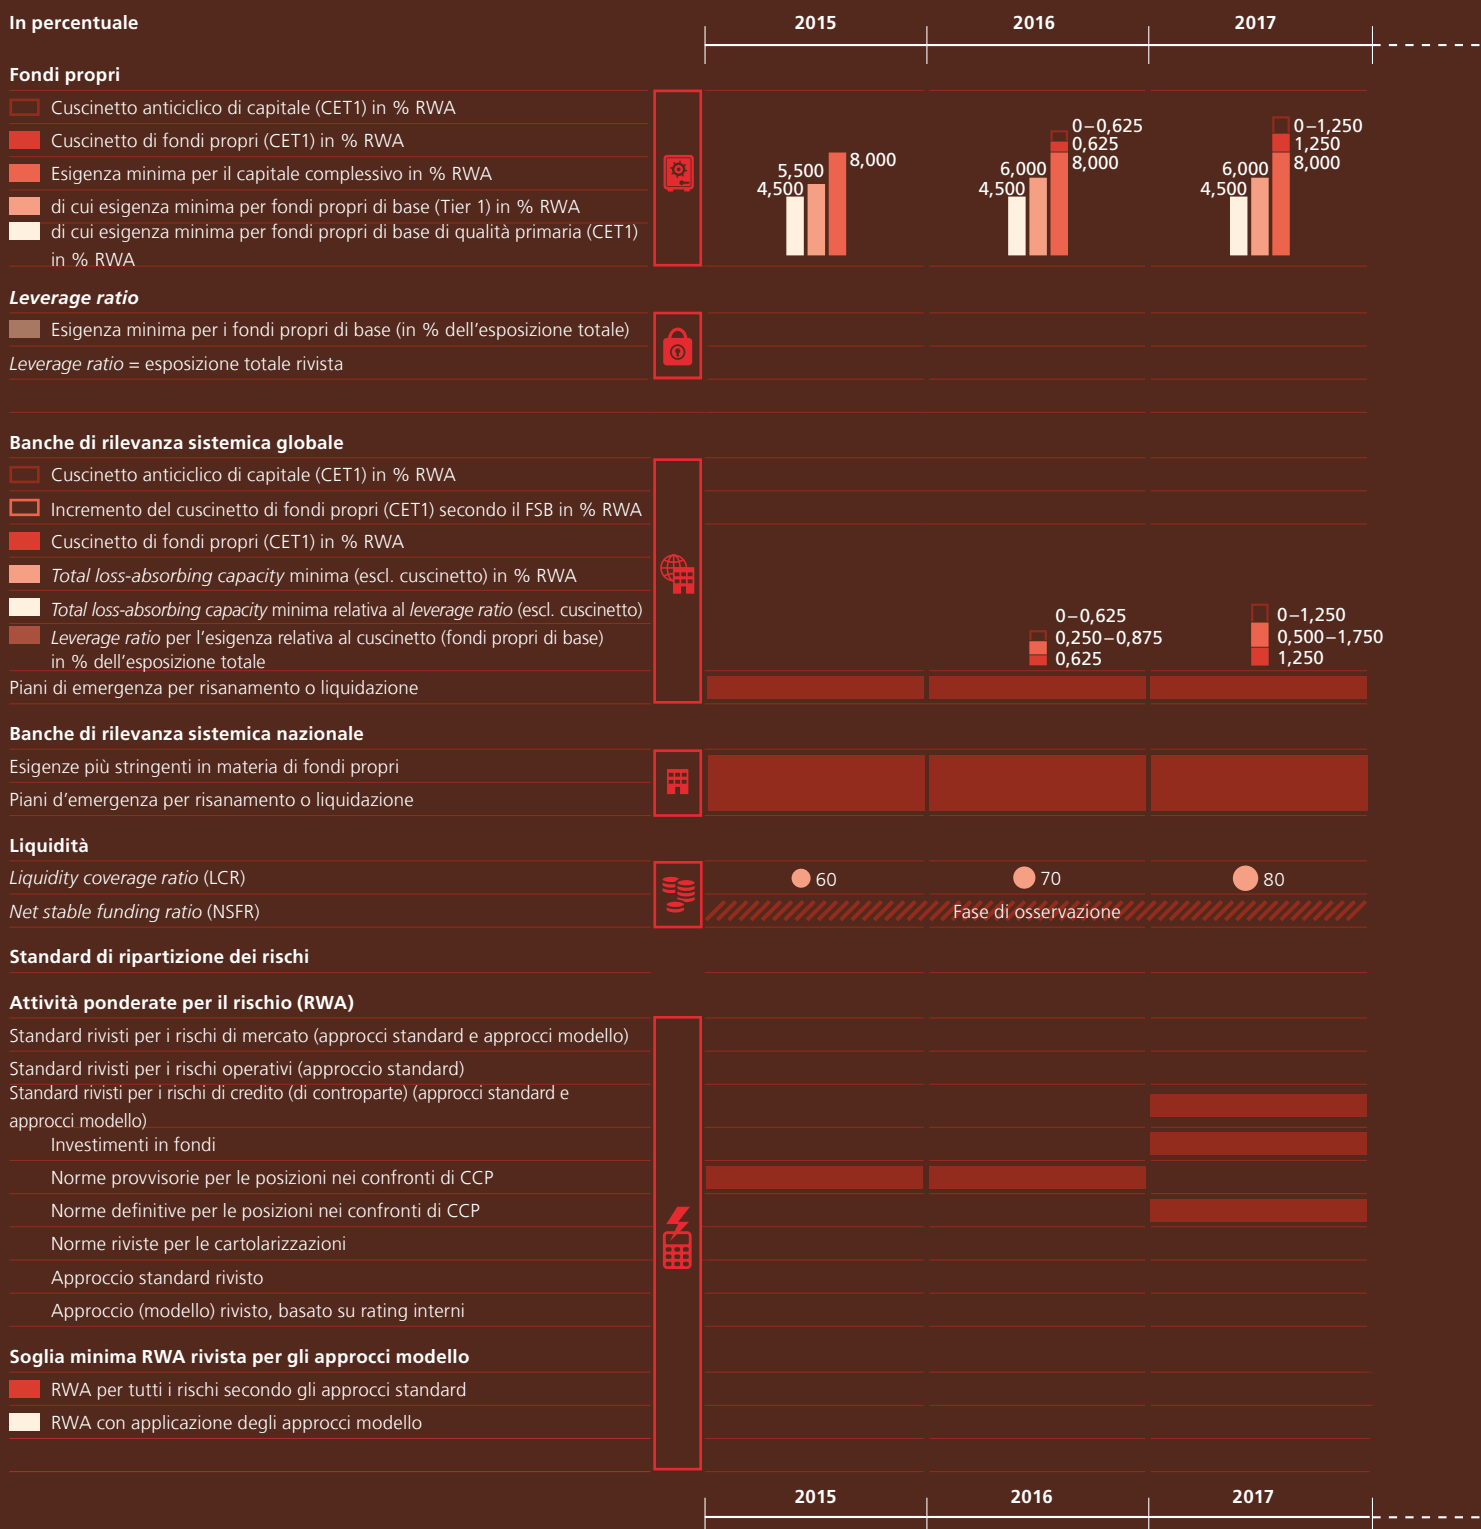 In percentuale 2015 2016 2017
Fondi propri
Cuscinetto anticiclico di capitale (CET1) in % RWA
Cuscinetto di fondi propri (CET1) in % RWA
Esigenza minima per il capitale complessivo in % RWA
di cui esigenza minima per fondi propri di base (Tier 1) in % RWA
di cui esigenza minima per fondi propri di base di qualità primaria (CET1)
in % RWA
4,500
5,500
8,000
4,500
6,000
0–0,625
0,625
8,000
4,500
6,000
0–1,250
1,250
8,000
Leverage ratio
Esigenza minima per i fondi propri di base (in % dell’esposizione totale)
Leverage ratio = esposizione totale rivista
Banche di rilevanza sistemica globale
Cuscinetto anticiclico di capitale (CET1) in % RWA
Incremento del cuscinetto di fondi propri (CET1) secondo il FSB in % RWA
Cuscinetto di fondi propri (CET1) in % RWA
Total loss-absorbing capacity minima (escl. cuscinetto) in % RWA
Total loss-absorbing capacity minima relativa al leverage ratio (escl. cuscinetto)
Leverage ratio per l’esigenza relativa al cuscinetto (fondi propri di base)
in % dell’esposizione totale
0–0,625
0,250–0,875
0,625
0–1,250
0,500–1,750
1,250
Piani di emergenza per risanamento o liquidazione
Banche di rilevanza sistemica nazionale
Esigenze più stringenti in materia di fondi propri
Piani d’emergenza per risanamento o liquidazione
Liquidità
Liquidity coverage ratio (LCR) 60 70 80
Net stable funding ratio (NSFR) Fase di osservazione
Standard di ripartizione dei rischi
Attività ponderate per il rischio (RWA)
Standard rivisti per i rischi di mercato (approcci standard e approcci modello)
Standard rivisti per i rischi operativi (approccio standard)
Standard rivisti per i rischi di credito (di controparte) (approcci standard e
approcci modello)
Investimenti in fondi
Norme provvisorie per le posizioni nei confronti di CCP
Norme definitive per le posizioni nei confronti di CCP
Norme riviste per le cartolarizzazioni
Approccio standard rivisto
Approccio (modello) rivisto, basato su rating interni
Soglia minima RWA rivista per gli approcci modello
RWA per tutti i rischi secondo gli approcci standard
RWA con applicazione degli approcci modello
2015 2016 2017